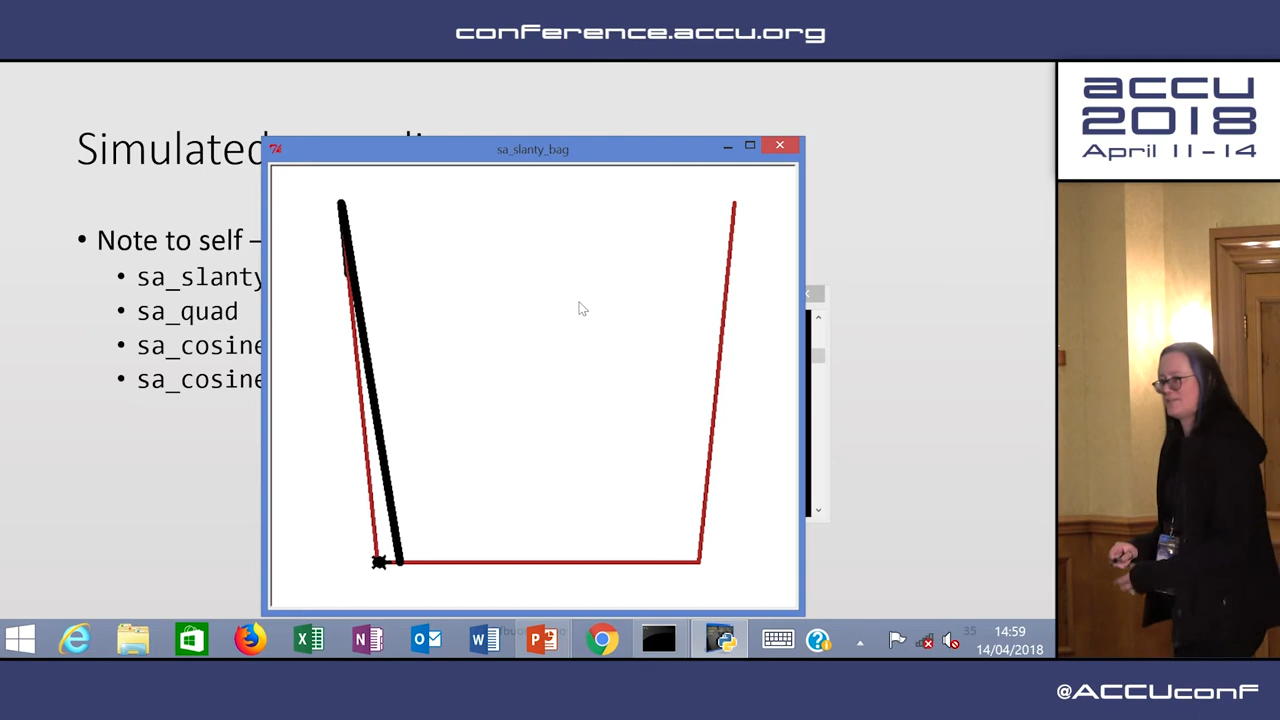 conference.accu.org
accu
2018
April 11-14
Simulated
sa_slanty_bag
• Note to self –
• sa_slanty
• sa_quad
• sa_cosine
• sa_cosine
35
14:59
14/04/2018
@ACCUconf